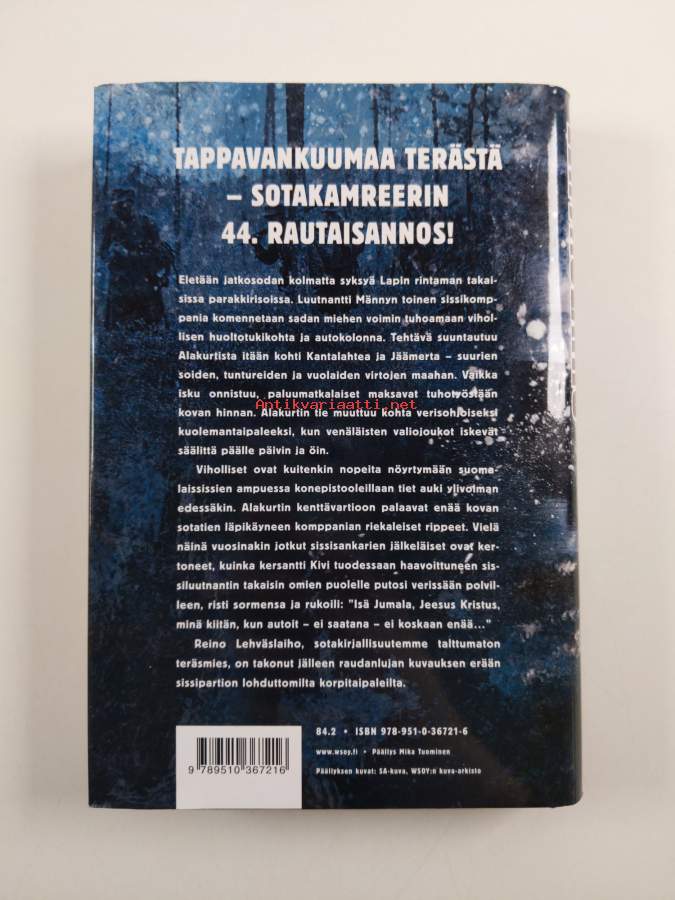 TAPPAVANKUUMAA TERÄSTÄ
– SOTAKAMREERIN
44. RAUTAISANNOS!
Eletään jatkosodan kolmatta syksyä Lapin rintaman takai-
sissa parakkirisoissa. Luutnantti Männyn toinen sissikomp-
pania komennetaan sadan miehen voimin tuhoamaan vihol-
lisen huoltotukikohta ja autokolonna. Tehtävä suuntautuu
Alakurtista itään kohti Kantalahtea ja Jäämerta – suurien
soiden, tuntureiden ja vuolaiden virtojen maahan. Vaikka
isku onnistuu, paluumatkalaiset maksavat tuhotyöstään
kovan hinnan. Alakurtin tie muuttuu kohta verisohjoiseksi
Antikvariaatti.net
kuolemantaipaleeksi, kun venäläisten valiojoukot iskevät
säälittä päälle päivin ja öin.
Viholliset ovat kuitenkin nopeita nöyrtymään suoma-
laississien ampuessa konepistooleillaan tiet auki ylivoiman
edessäkin. Alakurtin kenttävartioon palaavat enää kovan
sotatien läpikäyneen komppanian riekaleiset rippeet. Vielä
näinä vuosinakin jotkut sissisankarien jälkeläiset ovat ker-
toneet, kuinka kersantti Kivi tuodessaan haavoittuneen sis-
siluutnantin takaisin omien puolelle putosi verissään polvil-
leen, risti sormensa ja rukoili: "Isä Jumala, Jeesus Kristus,
minä kiitän, kun autoit – ei saatana – ei koskaan enää..."
Reino Lehväslaiho, sotakirjallisuutemme talttumaton
teräsmies, on takonut jälleen raudanlujan kuvauksen erään
sissipartion lohduttomilta korpitaipaleilta.
84.2 • ISBN 978-951-0-36721-6
www.wsoy.fi • Päällys Mika Tuominen
Päällyksen kuvat: SA-kuva, WSOY:n kuva-arkisto
9 789510 367216